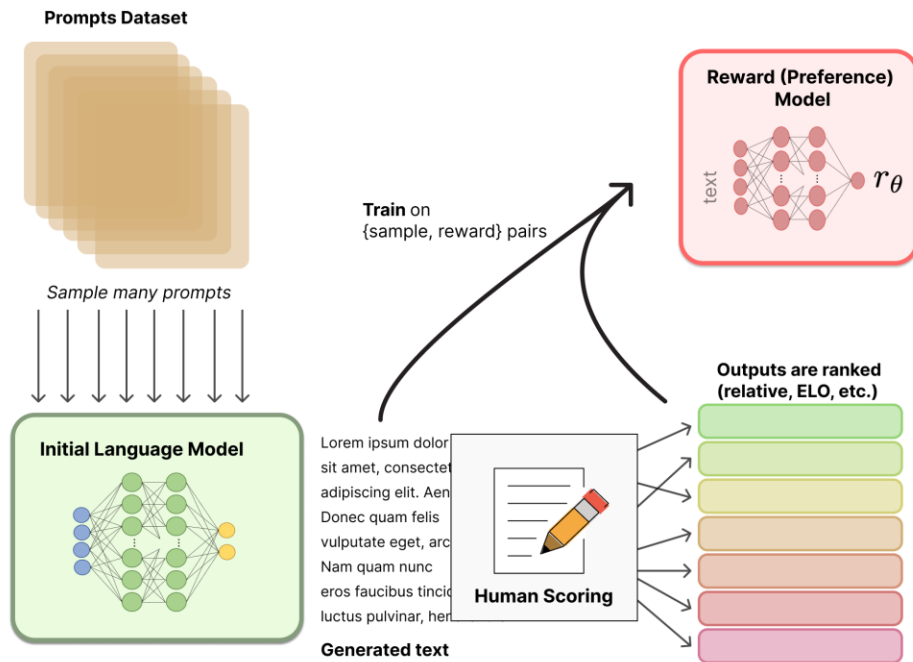 Prompts Dataset
Sample many prompts
Initial Language Model
Train on
{sample, reward} pairs
Reward (Preference)
Model
text
rθ
Lorem ipsum dolor
sit amet, consectet
adipiscing elit. Aen
Donec quam felis
vulputate eget, arc
Nam quam nunc
eros faucibus tincid
luctus pulvinar, hen
Generated text
Human Scoring
Outputs are ranked
(relative, ELO, etc.)